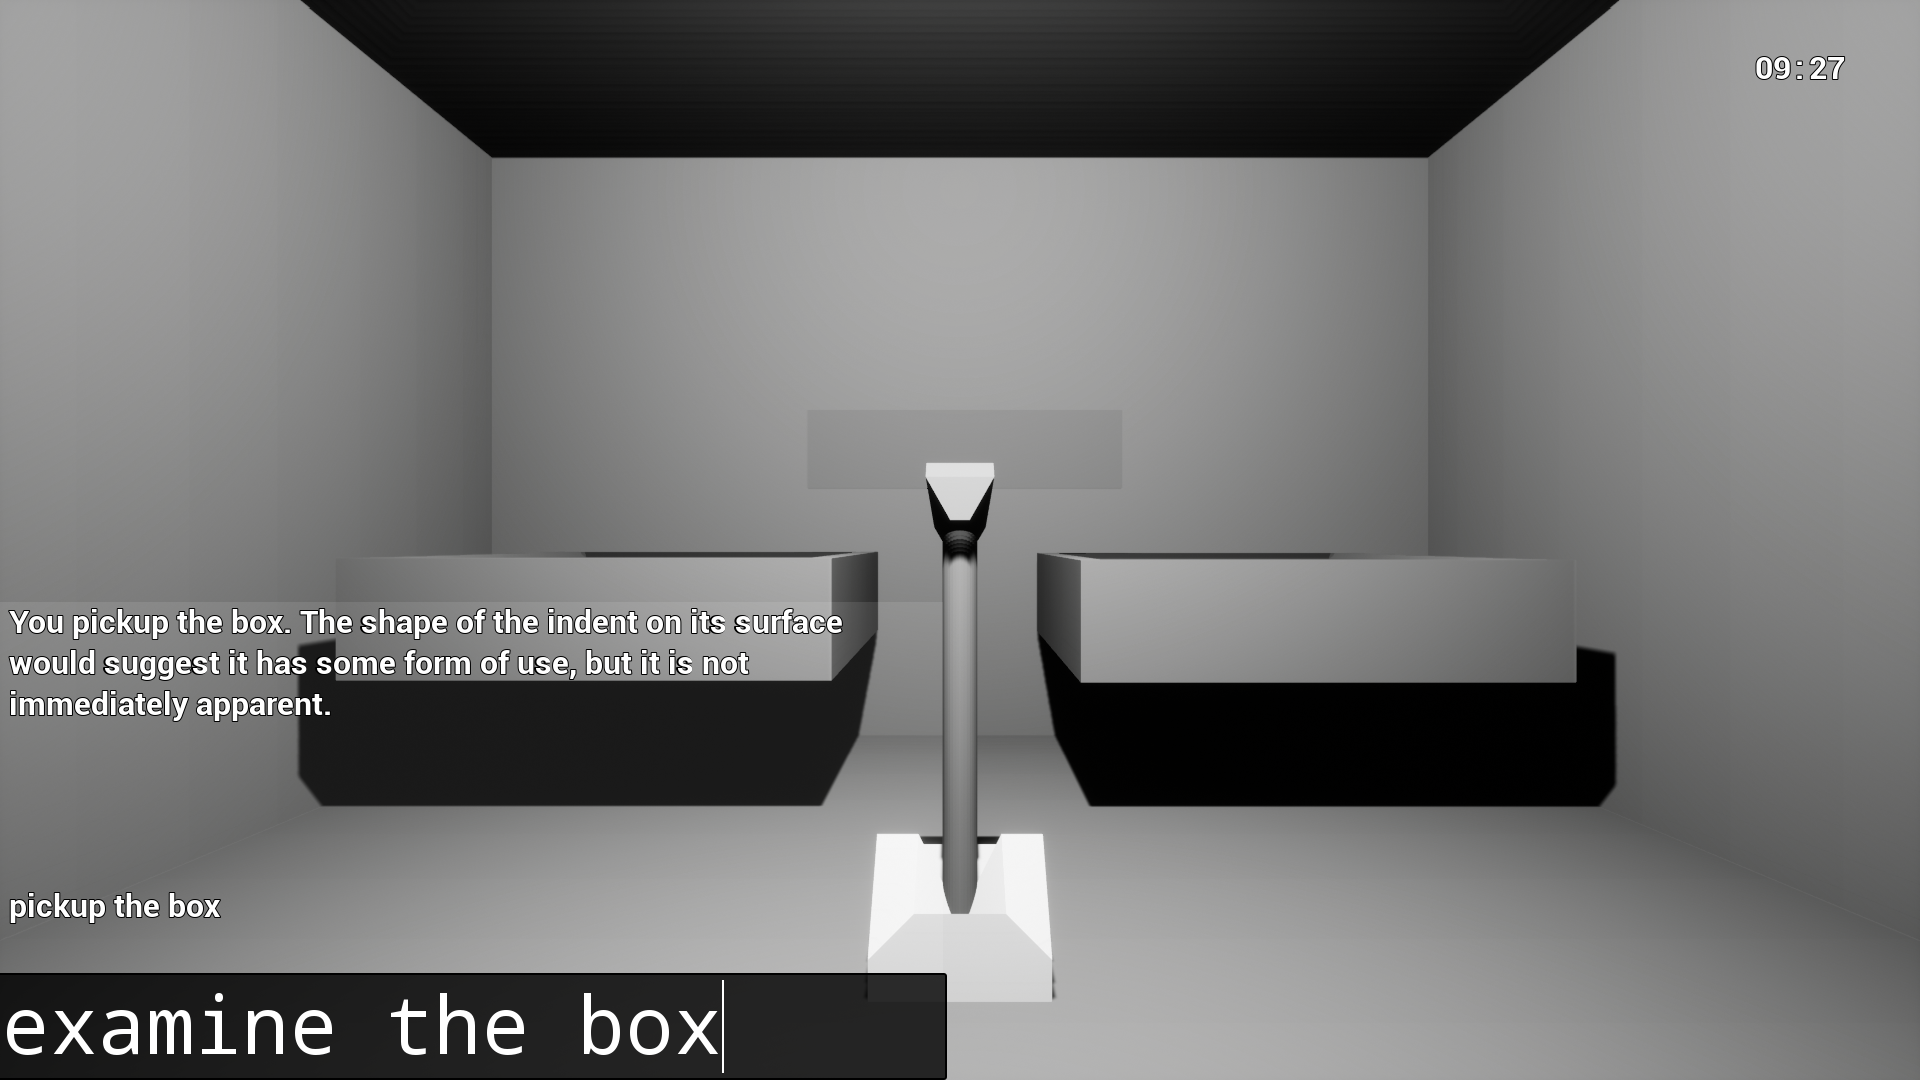 09:27
You pickup the box. The shape of the indent on its surface
would suggest it has some form of use, but it is not
immediately apparent.
pickup the box
examine the box